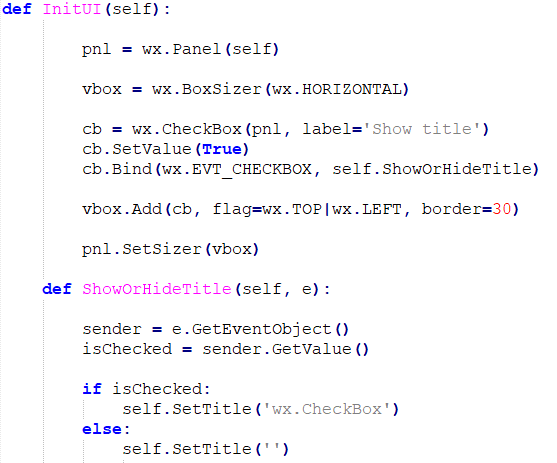 def InitUI(self):
pnl = wx.Panel(self)
vbox = wx.BoxSizer(wx.HORIZONTAL)
cb = wx.CheckBox(pnl, label='Show title')
cb.SetValue(True)
cb.Bind(wx.EVT_CHECKBOX, self.ShowOrHideTitle)
vbox.Add(cb, flag=wx.TOP|wx.LEFT, border=30)
pnl.SetSizer(vbox)
def ShowOrHideTitle(self, e):
sender = e.GetEventObject()
isChecked = sender.GetValue()
if isChecked:
self.SetTitle('wx.CheckBox')
else:
self.SetTitle('')